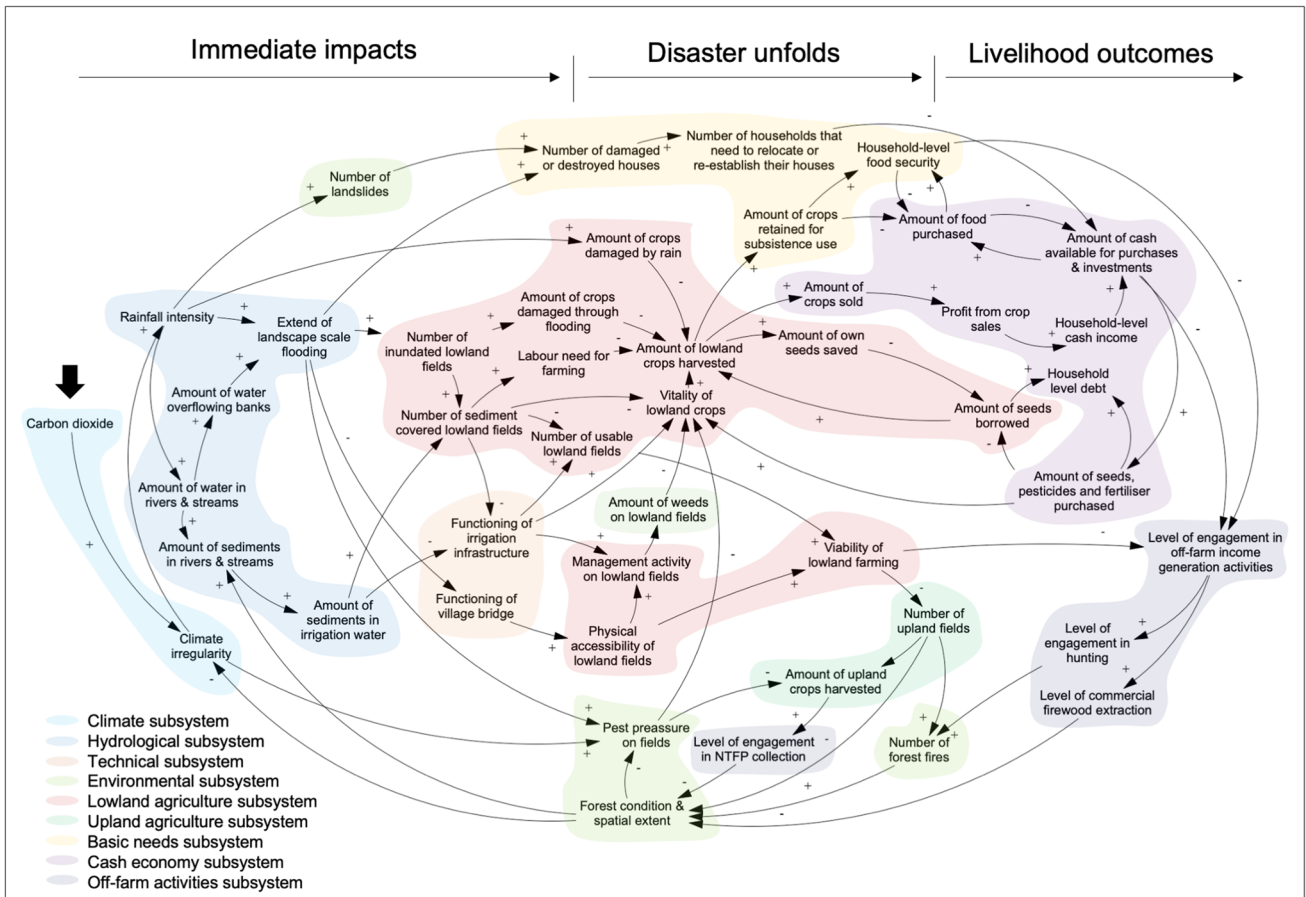 Immediate impacts
Disaster unfolds
Livelihood outcomes
Number of
landslides
Number of damaged
or destroyed houses
Number of households that
need to relocate or
re-establish their houses
Household-level
food security
Amount of crops
retained for
subsistence use
Amount of food
purchased
Amount of cash
available for purchases
& investments
Amount of crops
damaged by rain
Rainfall intensity
Extend of
landscape scale
flooding
Number of
inundated lowland
fields
Amount of crops
damaged through
flooding
Labour need for
farming
Amount of lowland
crops harvested
Amount of
crops sold
Profit from crop
sales
Household-level
cash income
Amount of own
seeds saved
Household
level debt
Amount of water
overflowing banks
Carbon dioxide
Number of sediment
covered lowland fields
Vitality of
lowland crops
Number of usable
lowland fields
Amount of seeds
borrowed
Amount of seeds,
pesticides and fertiliser
purchased
Amount of water in
rivers & streams
Amount of sediments
in rivers & streams
Amount of weeds
on lowland fields
Functioning of
irrigation
infrastructure
Management activity
on lowland fields
Viability of
lowland farming
Level of engagement in
off-farm income
generation activities
Amount of
sediments in
irrigation water
Functioning of
village bridge
Physical
accessibility of
lowland fields
Number of
upland fields
Climate
irregularity
Level of
engagement in
hunting
Amount of upland
crops harvested
Level of commercial
firewood extraction
Pest preassure
on fields
Level of engagement
in NTFP collection
Number of
forest fires
Forest condition &
spatial extent
Climate subsystem
Hydrological subsystem
Technical subsystem
Environmental subsystem
Lowland agriculture subsystem
Upland agriculture subsystem
Basic needs subsystem
Cash economy subsystem
Off-farm activities subsystem